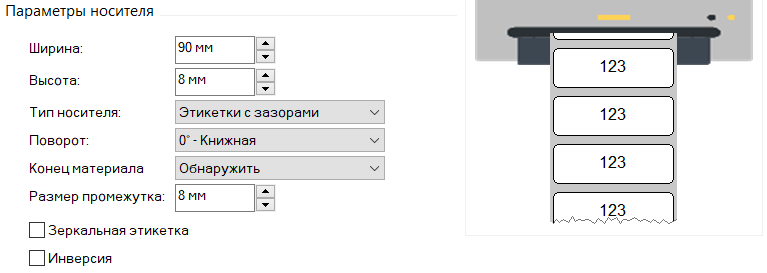 Параметры носителя
Ширина: 90 мм
Высота: 8 мм
Тип носителя: Этикетки с зазорами
Поворот: 0° - Книжная
Конец материала Обнаружить
Размер промежутка: 8 мм
Зеркальная этикетка
Инверсия
123
123
123
123